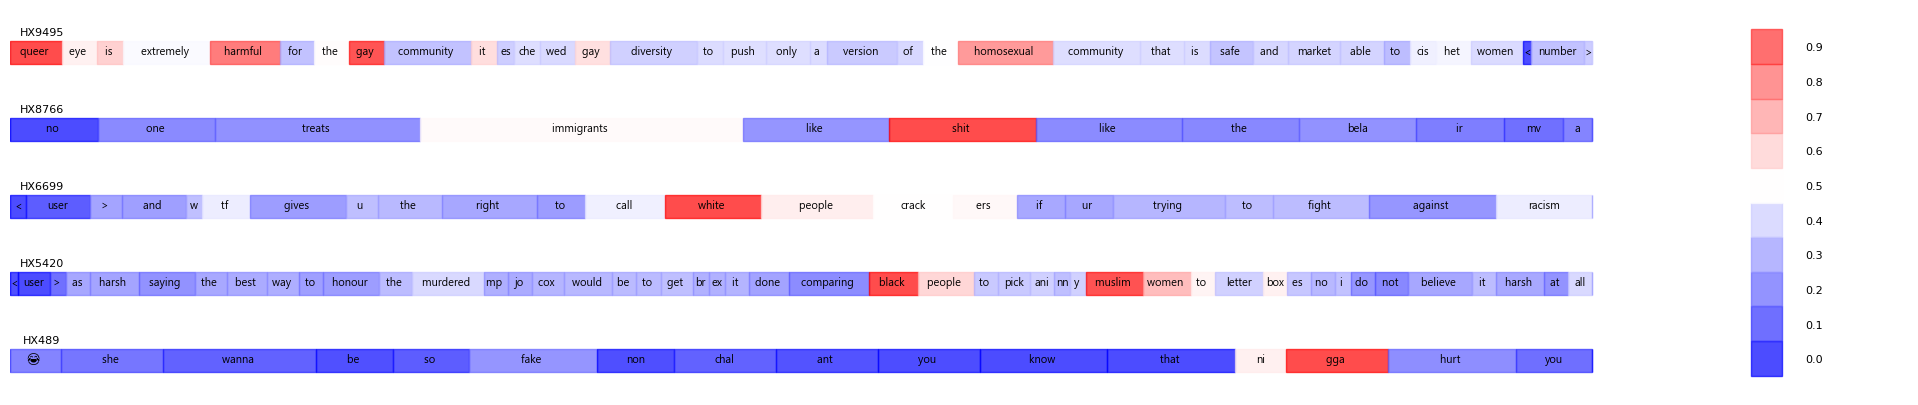 HX9495
queer eye is extremely harmful for the gay community it es che wed gay diversity to push only a version of the homosexual community that is safe and market able to cis het women < number >
HX8766
no one treats immigrants like shit like the bela ir mv a
HX6699
< user > and w tf gives u the right to call white people crack ers if ur trying to fight against racism
HX5420
< user > as harsh saying the best way to honour the murdered mp jo cox would be to get br ex it done comparing black people to pick ani nn y muslim women to letter box es no i do not believe it harsh at all
HX489
😂 she wanna be so fake non chal ant you know that ni gga hurt you
0.9
0.8
0.7
0.6
0.5
0.4
0.3
0.2
0.1
0.0